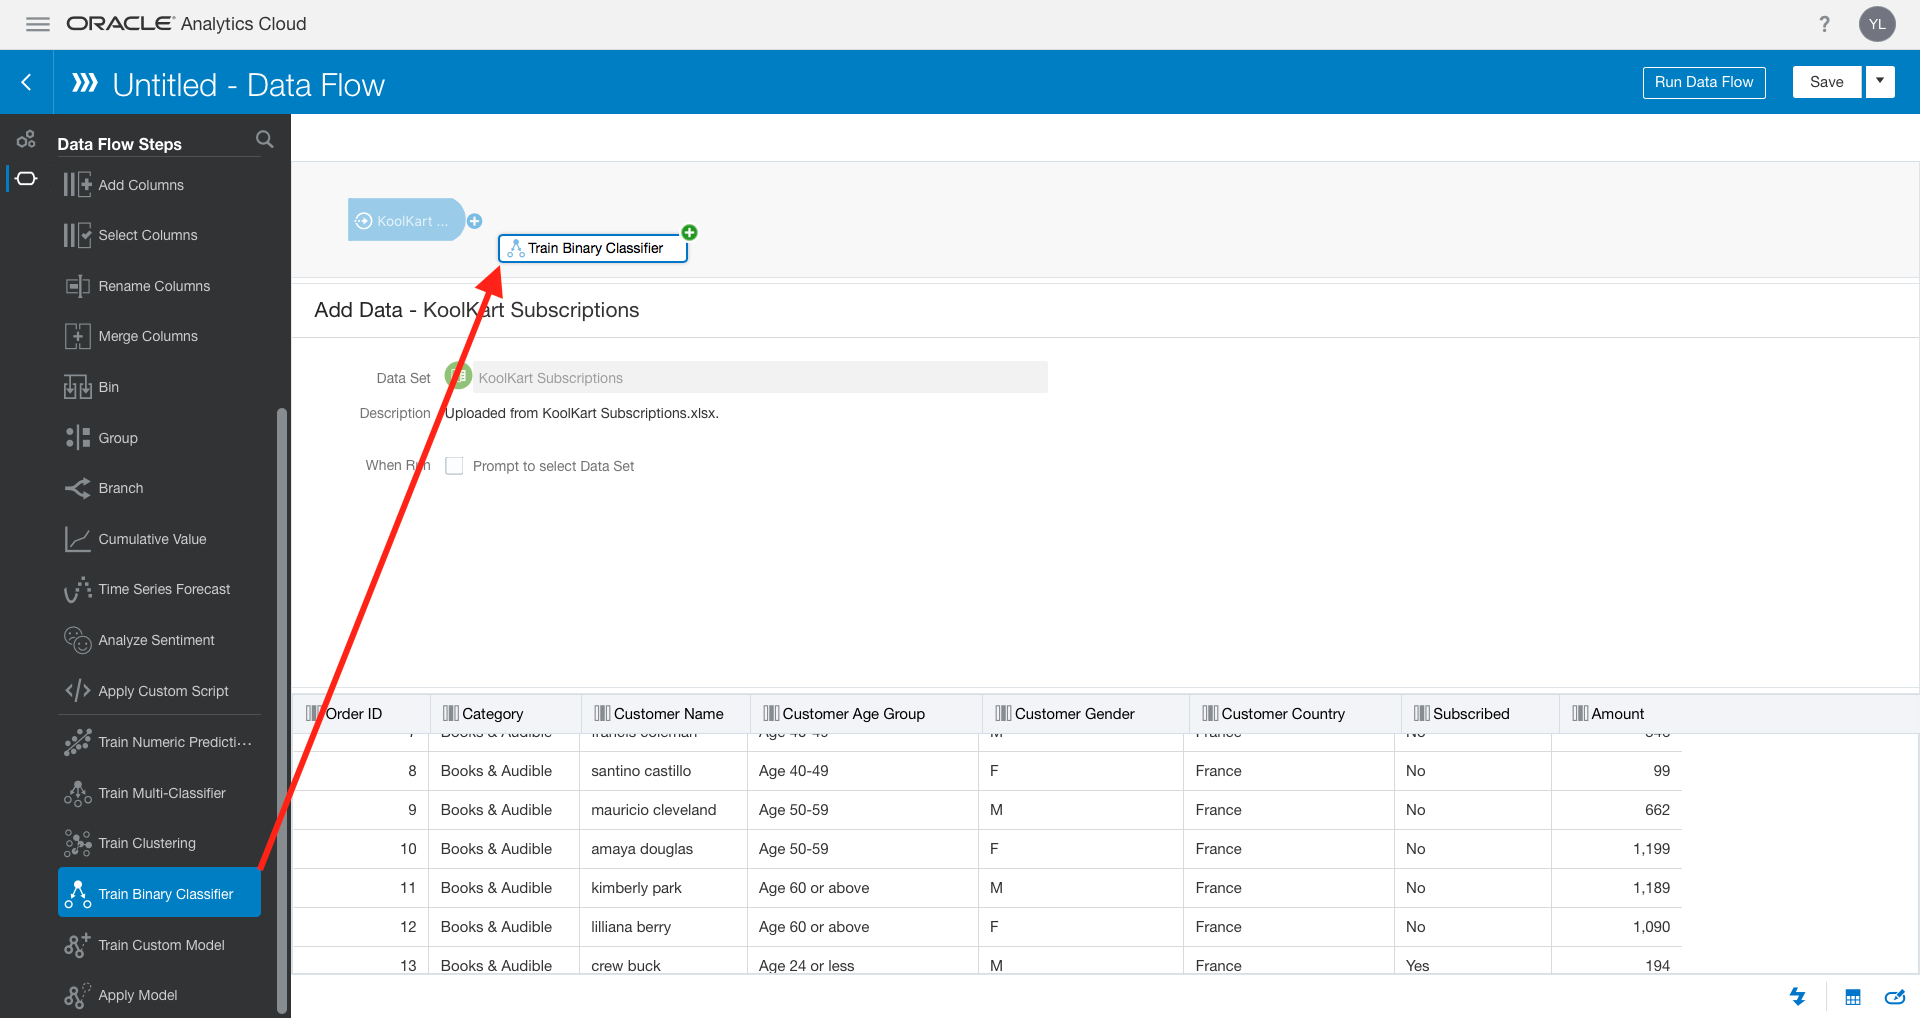 ORACLE Analytics Cloud
?
YL
Untitled - Data Flow
Run Data Flow
Save
Data Flow Steps
Add Columns
Select Columns
Rename Columns
Merge Columns
Bin
Group
Branch
Cumulative Value
Time Series Forecast
Analyze Sentiment
Apply Custom Script
Train Numeric Predicti···
Train Multi-Classifier
Train Clustering
Train Binary Classifier
Train Custom Model
Apply Model
KoolKart ...
Train Binary Classifier
Add Data - KoolKart Subscriptions
Data Set KoolKart Subscriptions
Description Uploaded from KoolKart Subscriptions.xlsx.
When Run Prompt to select Data Set
Order ID Category Customer Name Customer Age Group Customer Gender Customer Country Subscribed Amount
8 Books & Audible santino castillo Age 40-49 F France No 99
9 Books & Audible mauricio cleveland Age 50-59 M France No 662
10 Books & Audible amaya douglas Age 50-59 F France No 1,199
11 Books & Audible kimberly park Age 60 or above M France No 1,189
12 Books & Audible lilliana berry Age 60 or above F France No 1,090
13 Books & Audible crew buck Age 24 or less M France Yes 194